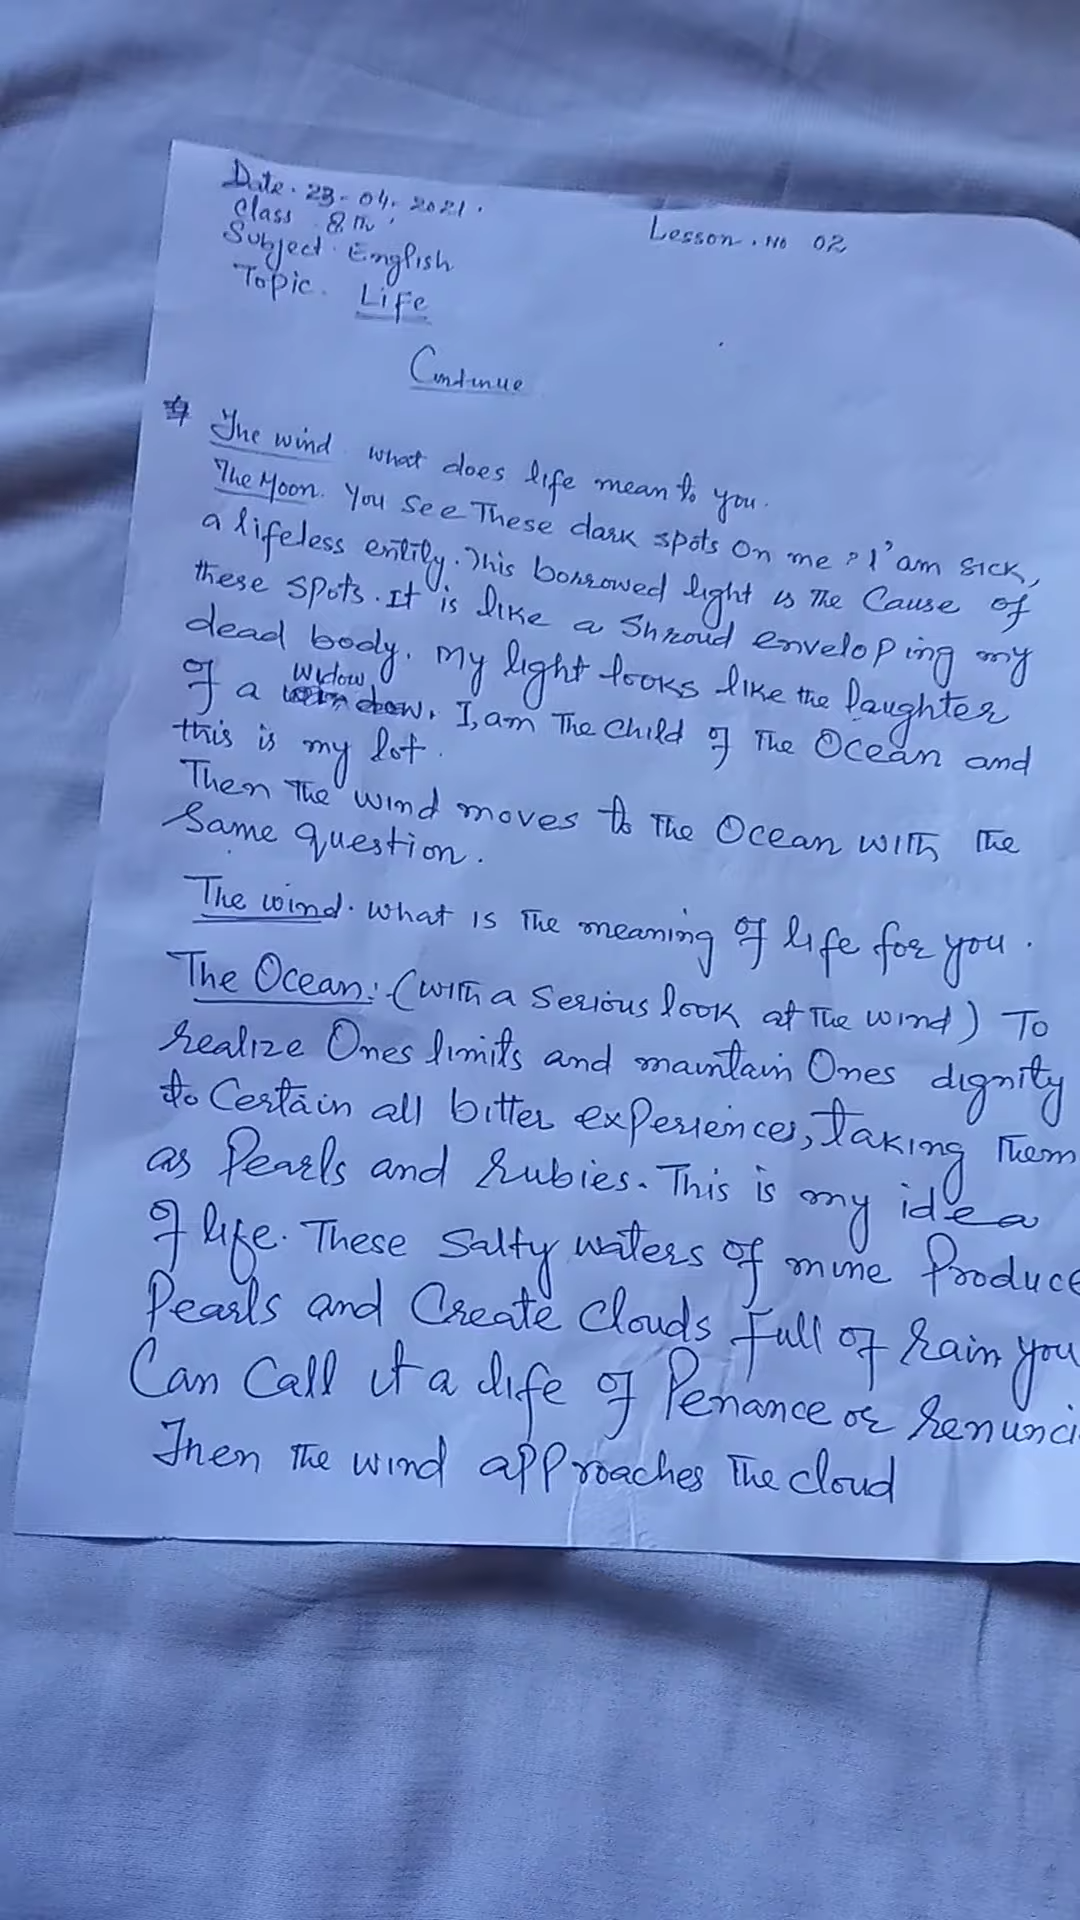 Date. 23-04-2021.
Class 8th
Lesson. No 02
Subject. English
Topic. Life
Continue
The wind what does life mean to you.
The Moon. You see These dark spots on me I'am sick,
a lifeless entity. This borrowed light is The Cause of
these spots. It is like a Shroud enveloping my
dead body. My light looks like the laughter
of a widow. I, am The Child of The Ocean and
this is my lot.
Then The wind moves to The Ocean with The
Same question.
The wind. what is The meaning of life for you.
The Ocean: (with a Serious look at The wind) To
realize Ones limits and maintain Ones dignity
to Certain all bitter experiences, taking Them
as Pearls and rubies. This is my idea
of life. These Salty waters of mine Produce
Pearls and Create Clouds full of rain you
Can Call it a life of Penance or renunci
Then The wind approaches The cloud